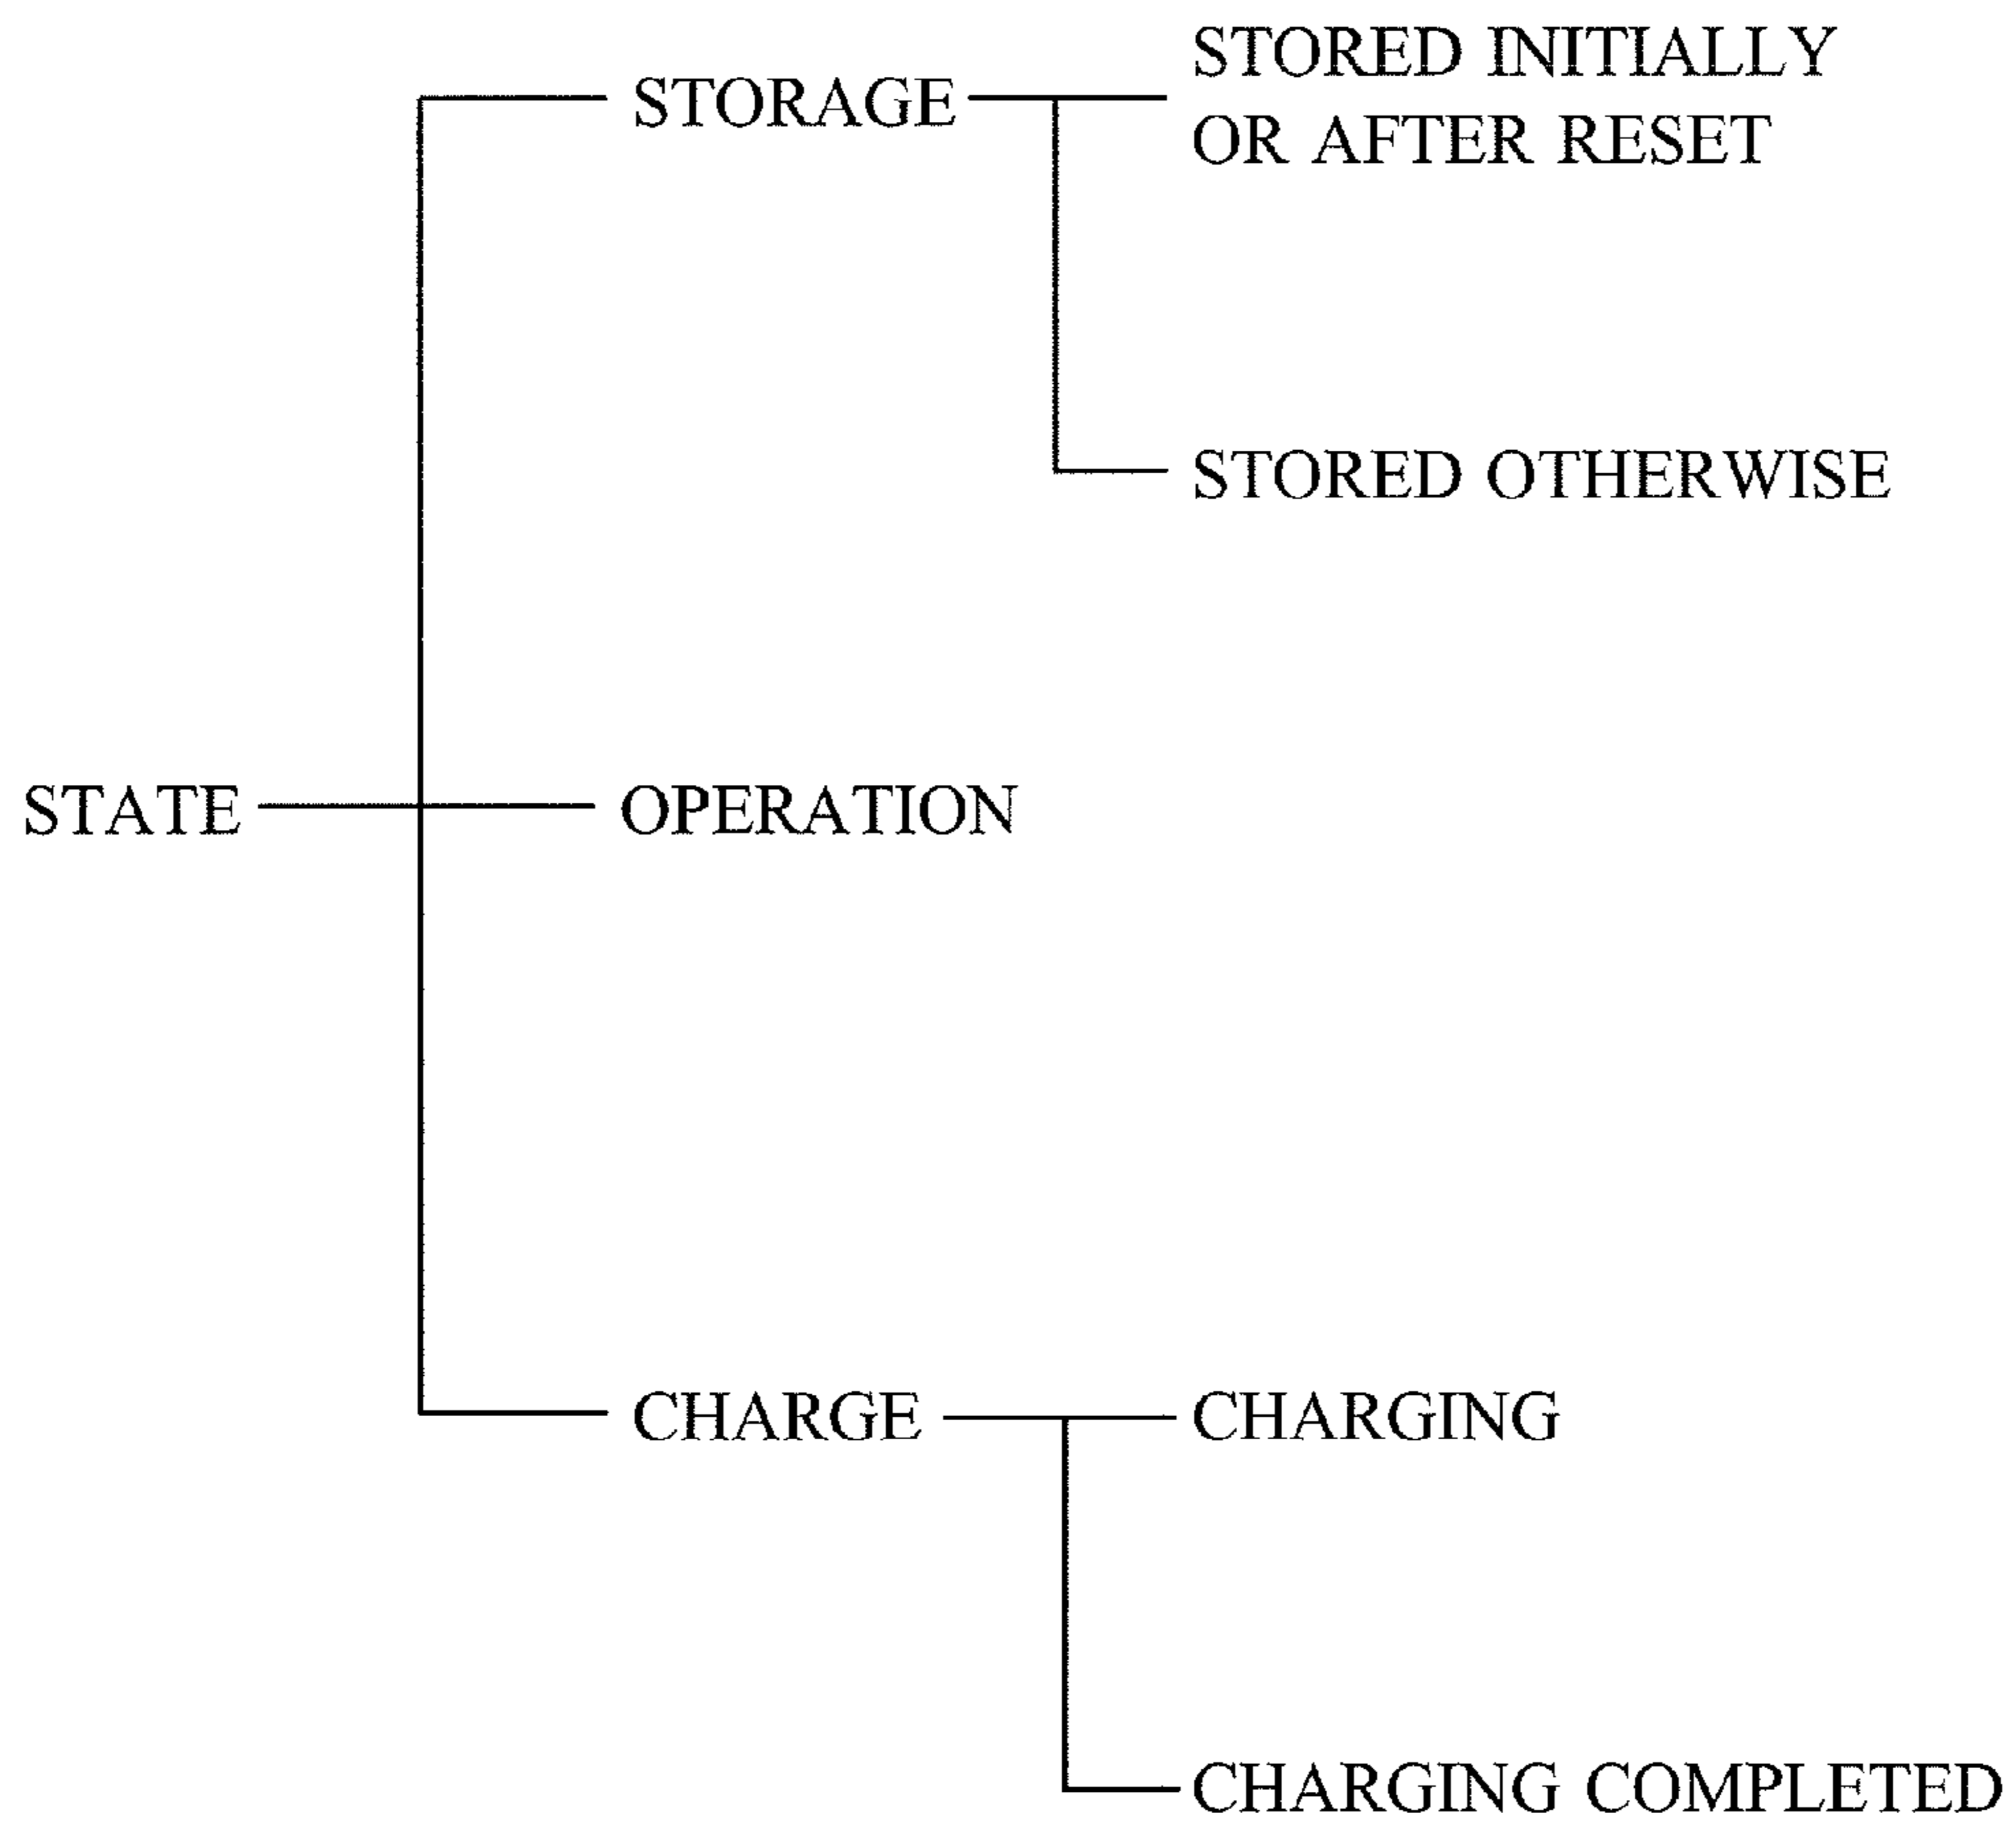 STORED INITIALLY
OR AFTER RESET
STORAGE
STORED OTHERWISE
STATE
OPERATION
CHARGE
CHARGING
CHARGING COMPLETED